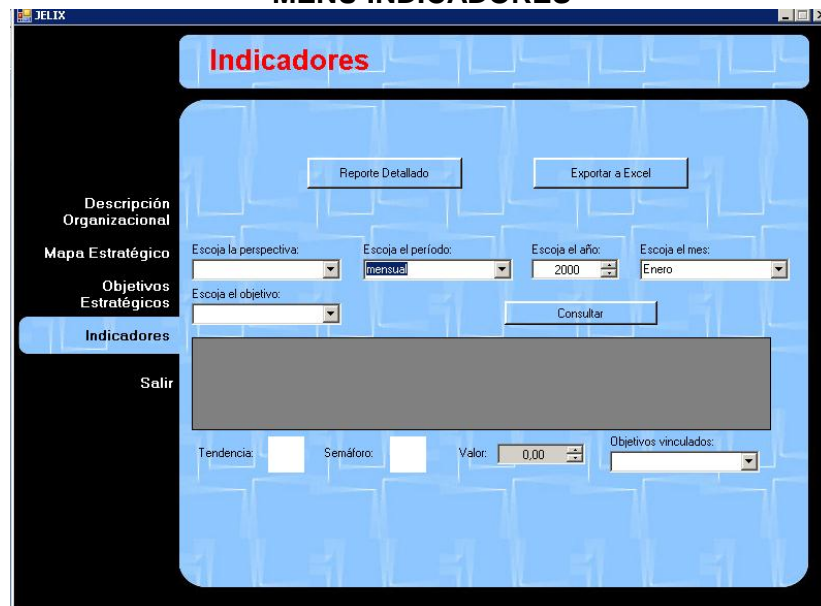 MENÚ INDICADORES
JELIX
Indicadores
Reporte Detallado
Exportar a Excel
Descripción
Organizacional
Mapa Estratégico
Objetivos
Estratégicos
Indicadores
Salir
Escoja la perspectiva:
Escoja el período:
Escoja el año:
Escoja el mes:
mensual
2000
Enero
Escoja el objetivo:
Consultar
Tendencia:
Semáforo:
Valor:
0,00
Objetivos vinculados: